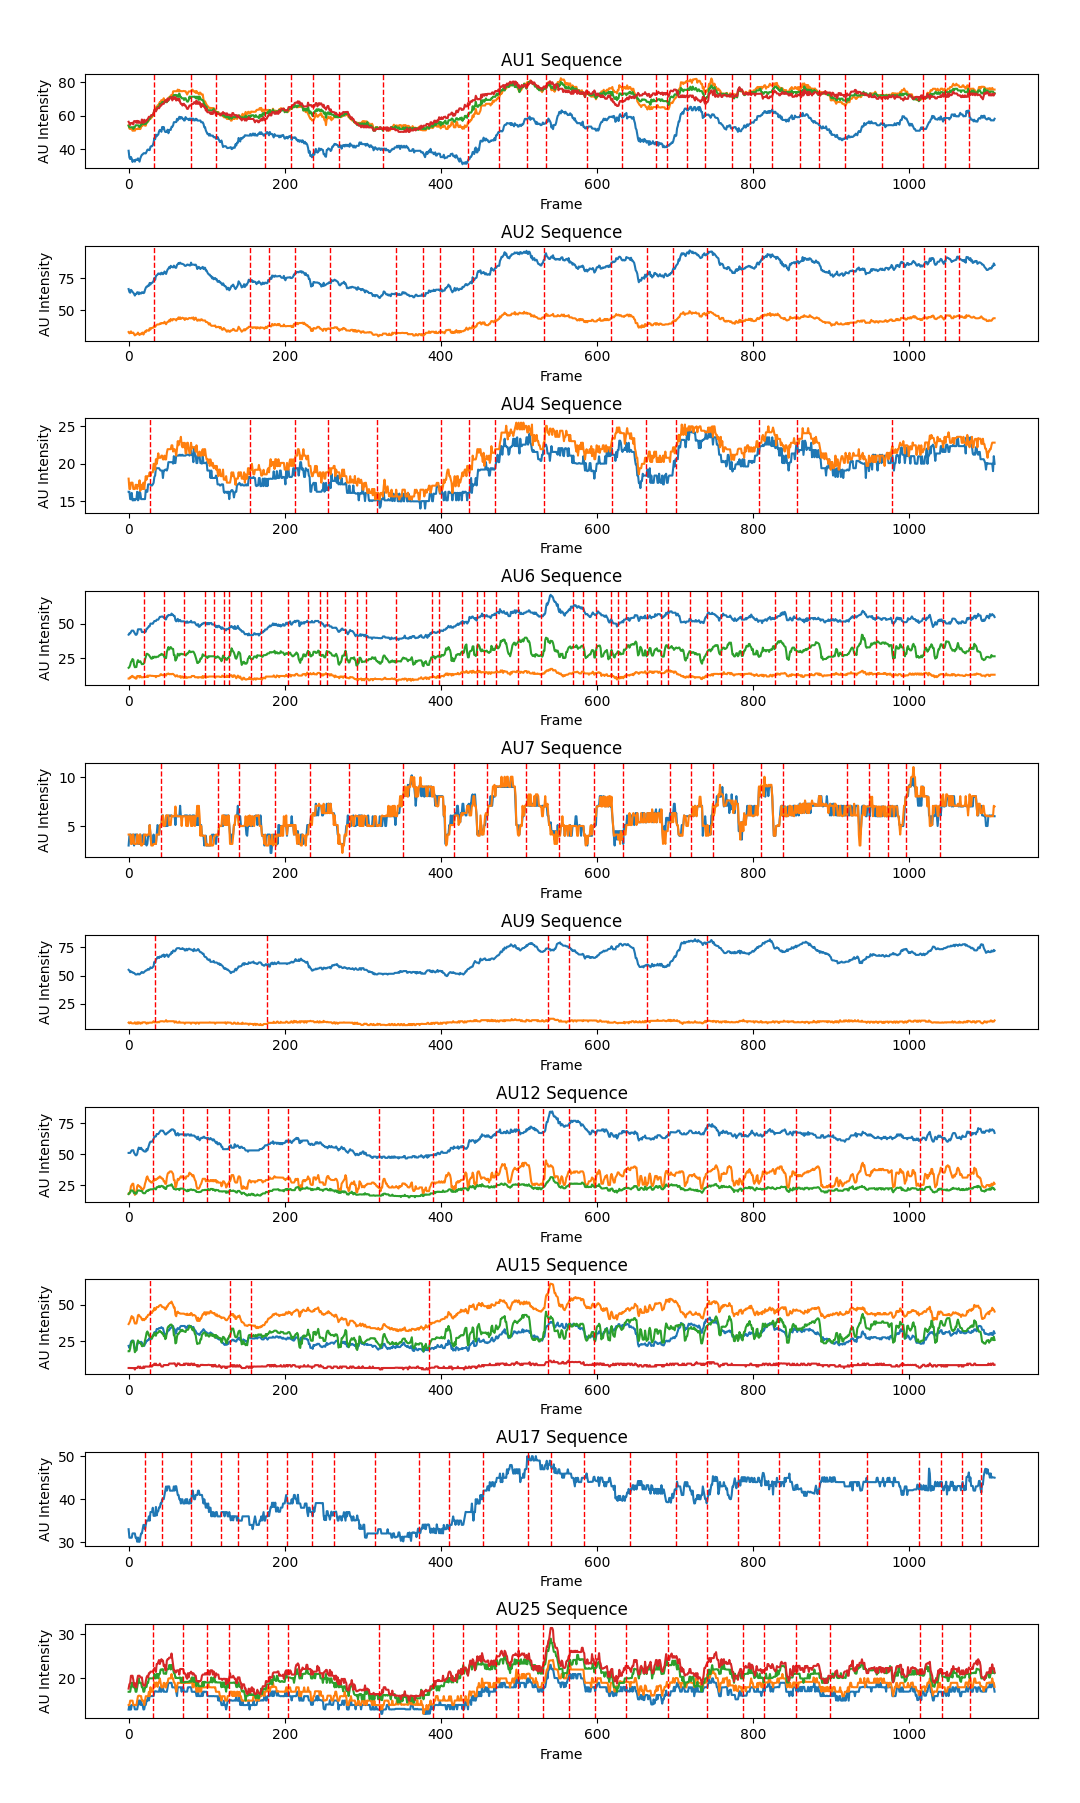 AU1 Sequence
80
60
40
AU Intensity
0 200 400 600 800 1000
Frame
AU2 Sequence
75
50
AU Intensity
0 200 400 600 800 1000
Frame
AU4 Sequence
25
20
15
AU Intensity
0 200 400 600 800 1000
Frame
AU6 Sequence
50
25
AU Intensity
0 200 400 600 800 1000
Frame
AU7 Sequence
10
5
AU Intensity
0 200 400 600 800 1000
Frame
AU9 Sequence
75
50
25
AU Intensity
0 200 400 600 800 1000
Frame
AU12 Sequence
75
50
25
AU Intensity
0 200 400 600 800 1000
Frame
AU15 Sequence
50
25
AU Intensity
0 200 400 600 800 1000
Frame
AU17 Sequence
50
40
30
AU Intensity
0 200 400 600 800 1000
Frame
AU25 Sequence
30
20
AU Intensity
0 200 400 600 800 1000
Frame